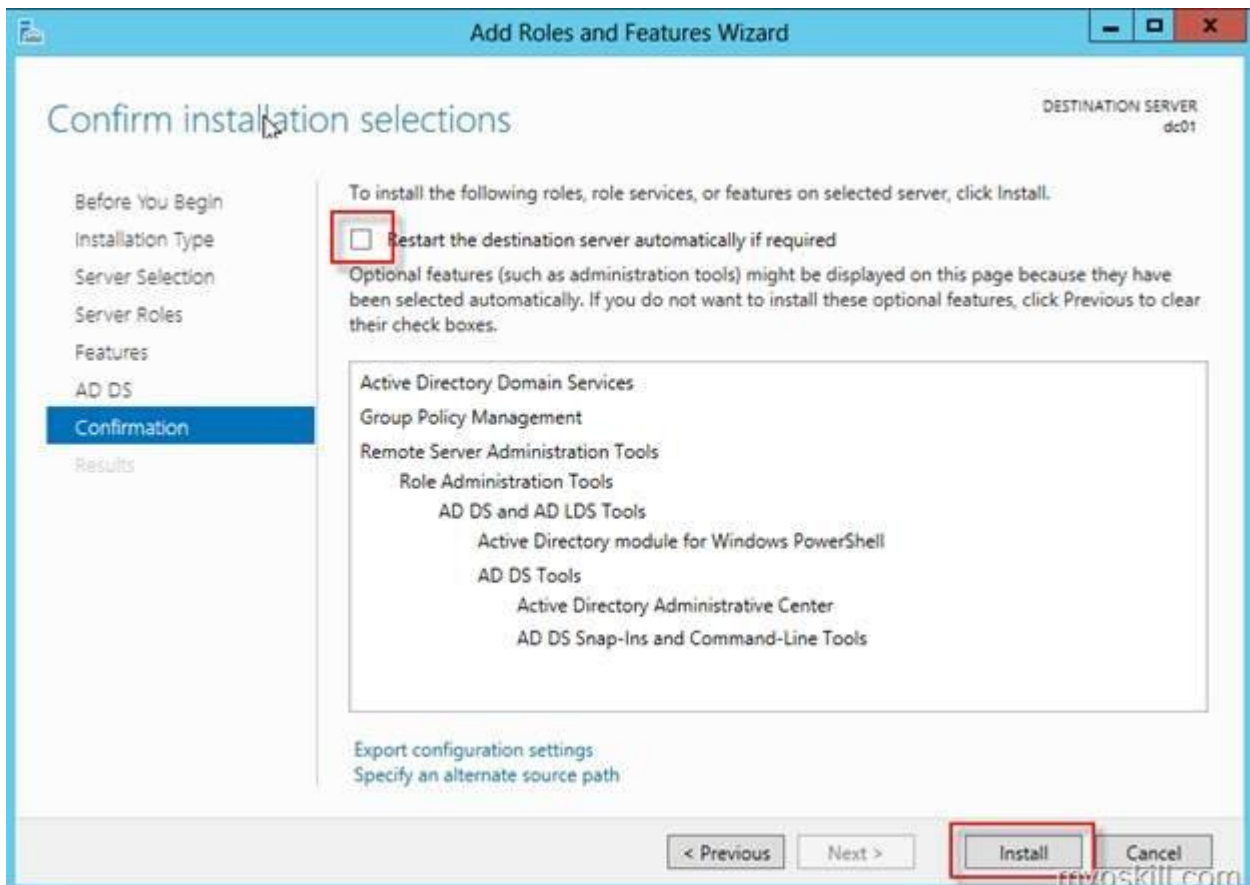 Add Roles and Features Wizard
Confirm installation selections
DESTINATION SERVER
dc01
Before You Begin
Installation Type
Server Selection
Server Roles
Features
AD DS
Confirmation
Results
To install the following roles, role services, or features on selected server, click Install.
Restart the destination server automatically if required
Optional features (such as administration tools) might be displayed on this page because they have
been selected automatically. If you do not want to install these optional features, click Previous to clear
their check boxes.
Active Directory Domain Services
Group Policy Management
Remote Server Administration Tools
Role Administration Tools
AD DS and AD LDS Tools
Active Directory module for Windows PowerShell
AD DS Tools
Active Directory Administrative Center
AD DS Snap-Ins and Command-Line Tools
Export configuration settings
Specify an alternate source path
< Previous
Next >
Install
Cancel